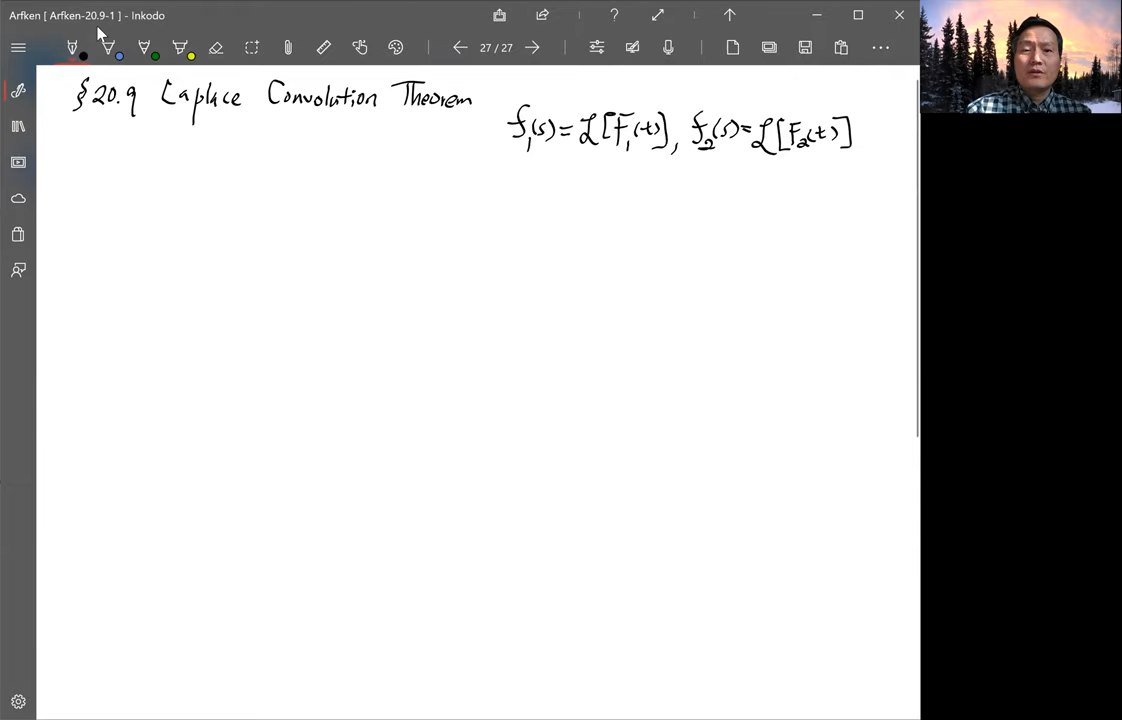 Arfken [ Arfken-20.9-1 ] - Inkodo
27 / 27
§20.9 Laplace Convolution Theorem
f₁(s) = ℒ[F₁(t)], f₂(s) = ℒ[F₂(t)]